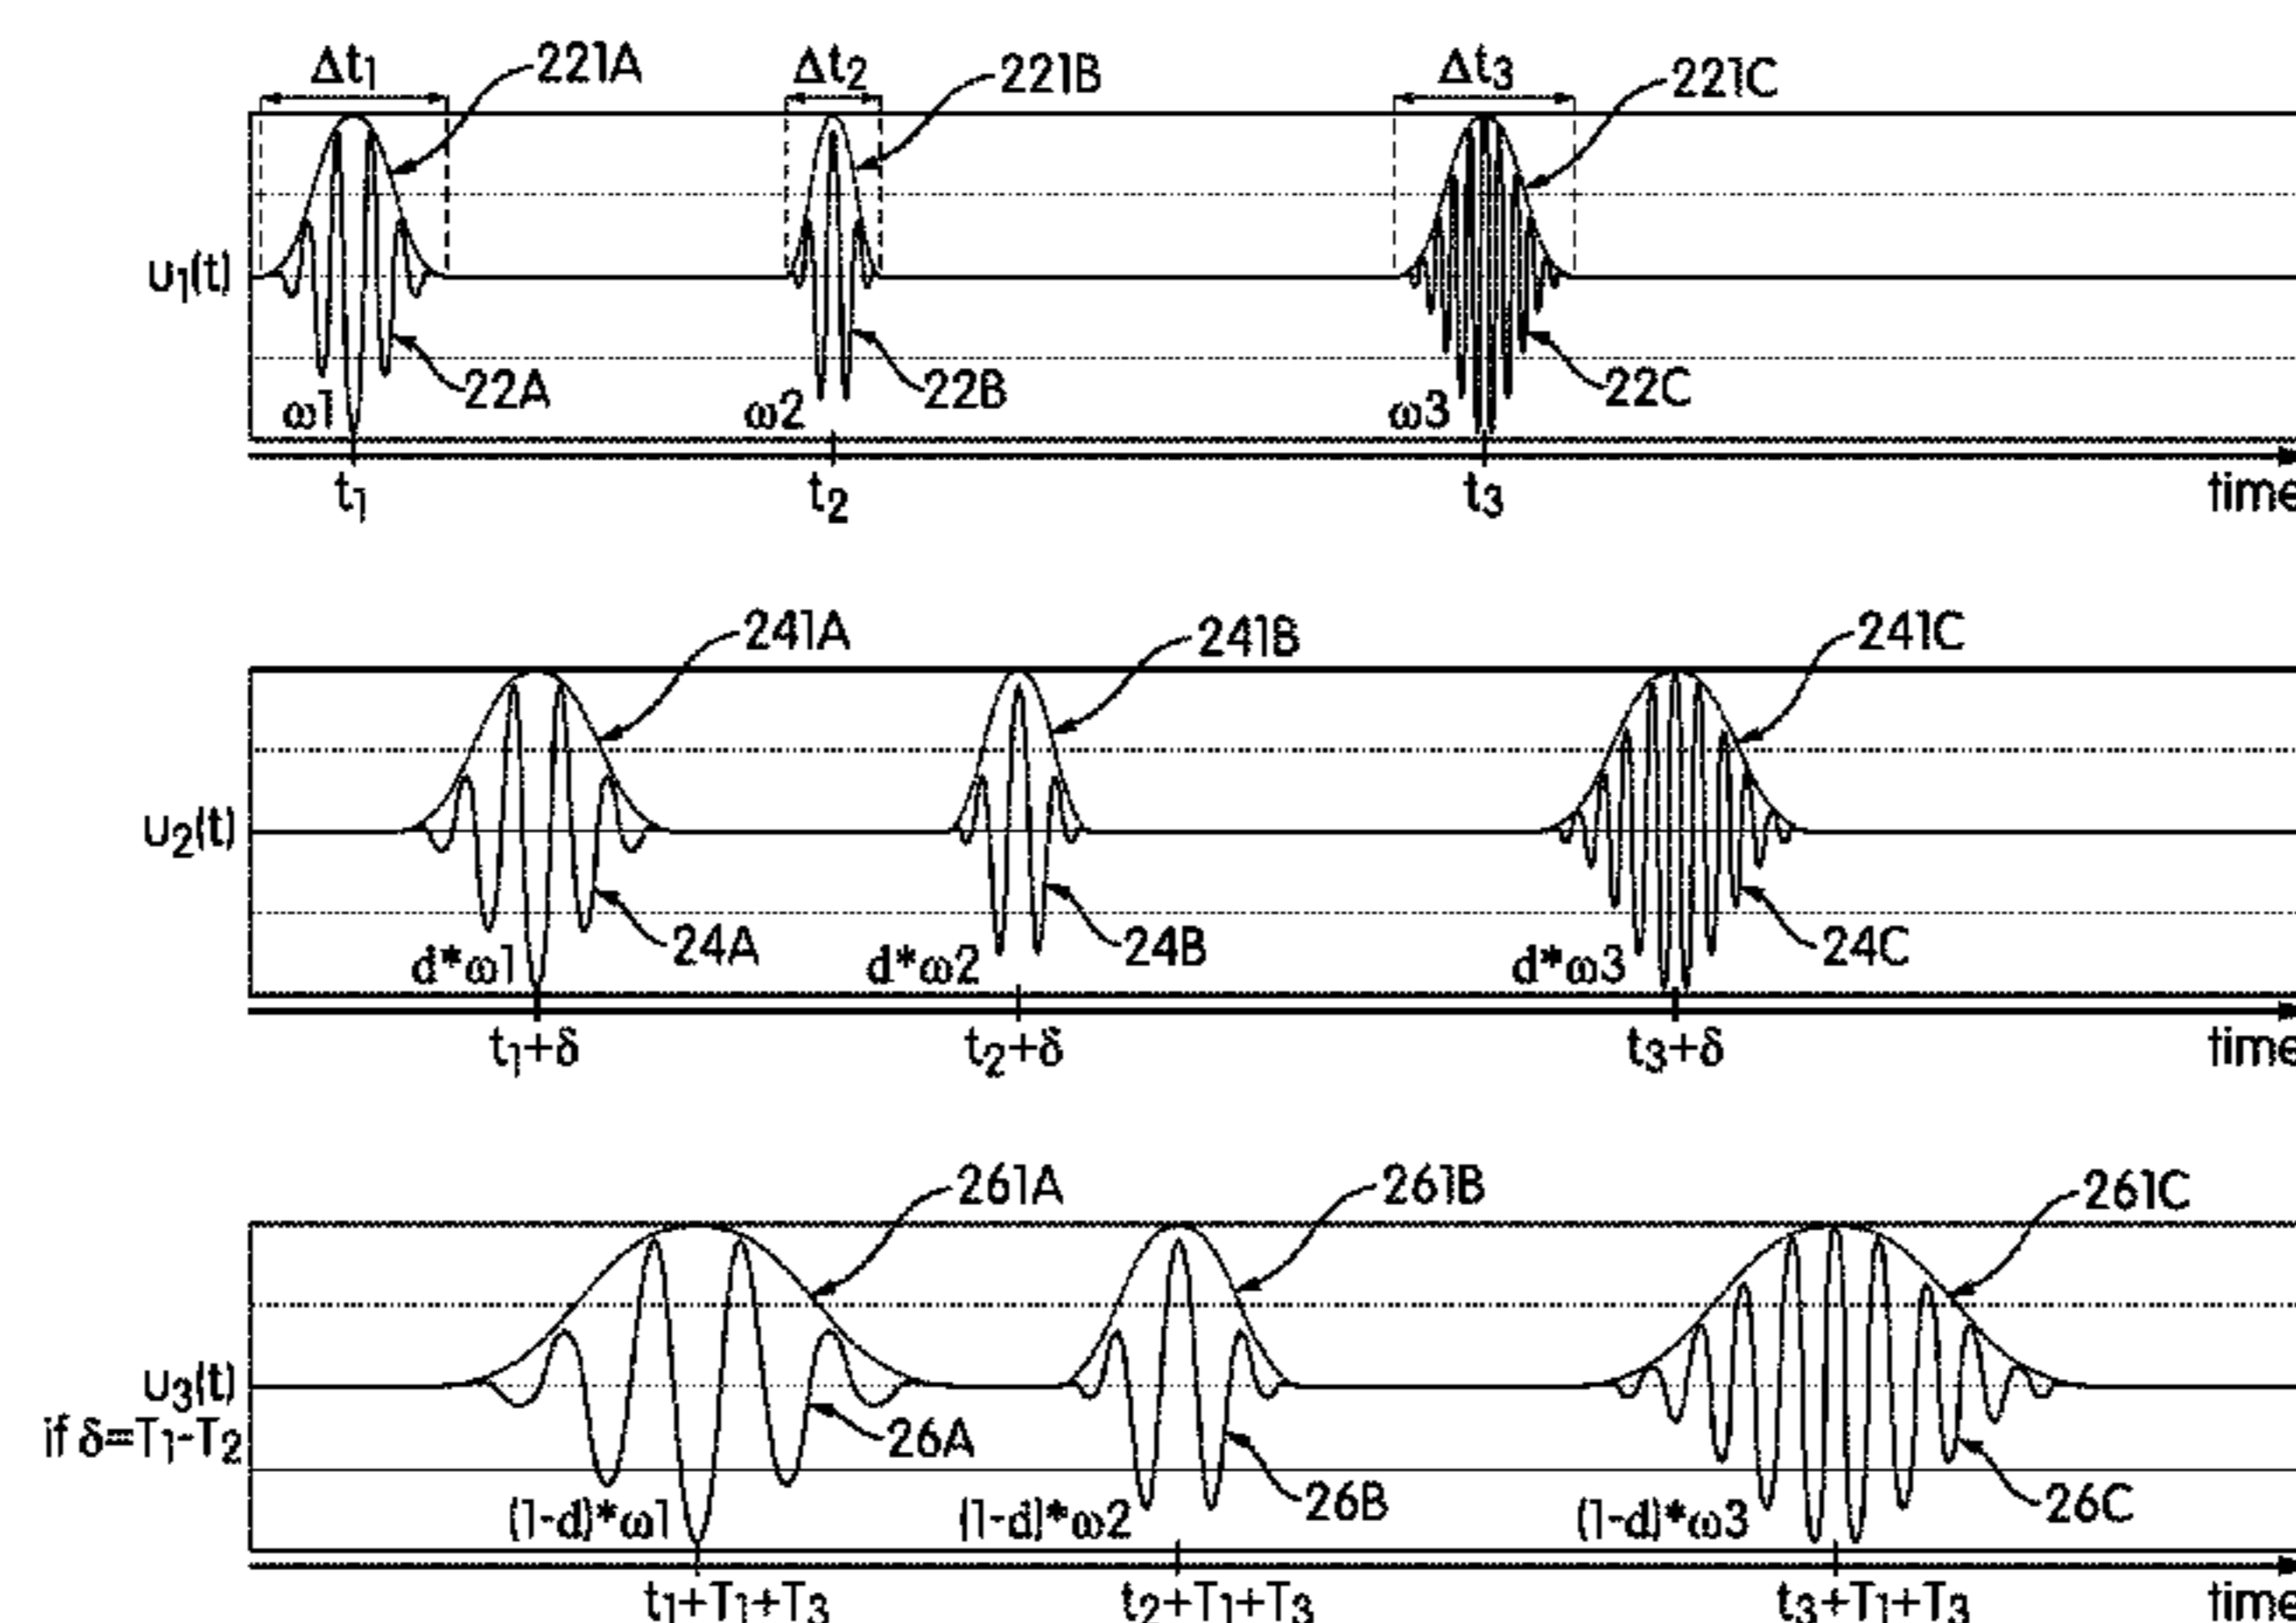 Δt₁ 221A Δt₂ 221B Δt₃ 221C
u₁(t)
ω1 22A ω2 22B ω3 22C
t₁ t₂ t₃ time
241A 241B 241C
u₂(t)
d*ω1 24A d*ω2 24B d*ω3 24C
t₁+δ t₂+δ t₃+δ time
261A 261B 261C
u₃(t)
if δ=T₁-T₂ 26A
(1-d)*ω1 (1-d)*ω2 26B (1-d)*ω3 26C
t₁+T₁+T₃ t₂+T₁+T₃ t₃+T₁+T₃ time